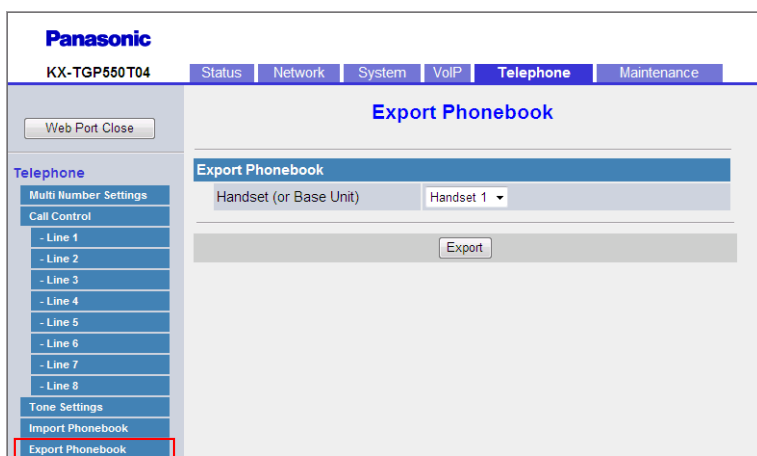 Panasonic
KX-TGP550T04
Status Network System VoIP Telephone Maintenance
Web Port Close
Export Phonebook
Telephone
Multi Number Settings
Call Control
- Line 1
- Line 2
- Line 3
- Line 4
- Line 5
- Line 6
- Line 7
- Line 8
Tone Settings
Import Phonebook
Export Phonebook
Export Phonebook
Handset (or Base Unit) Handset 1
Export